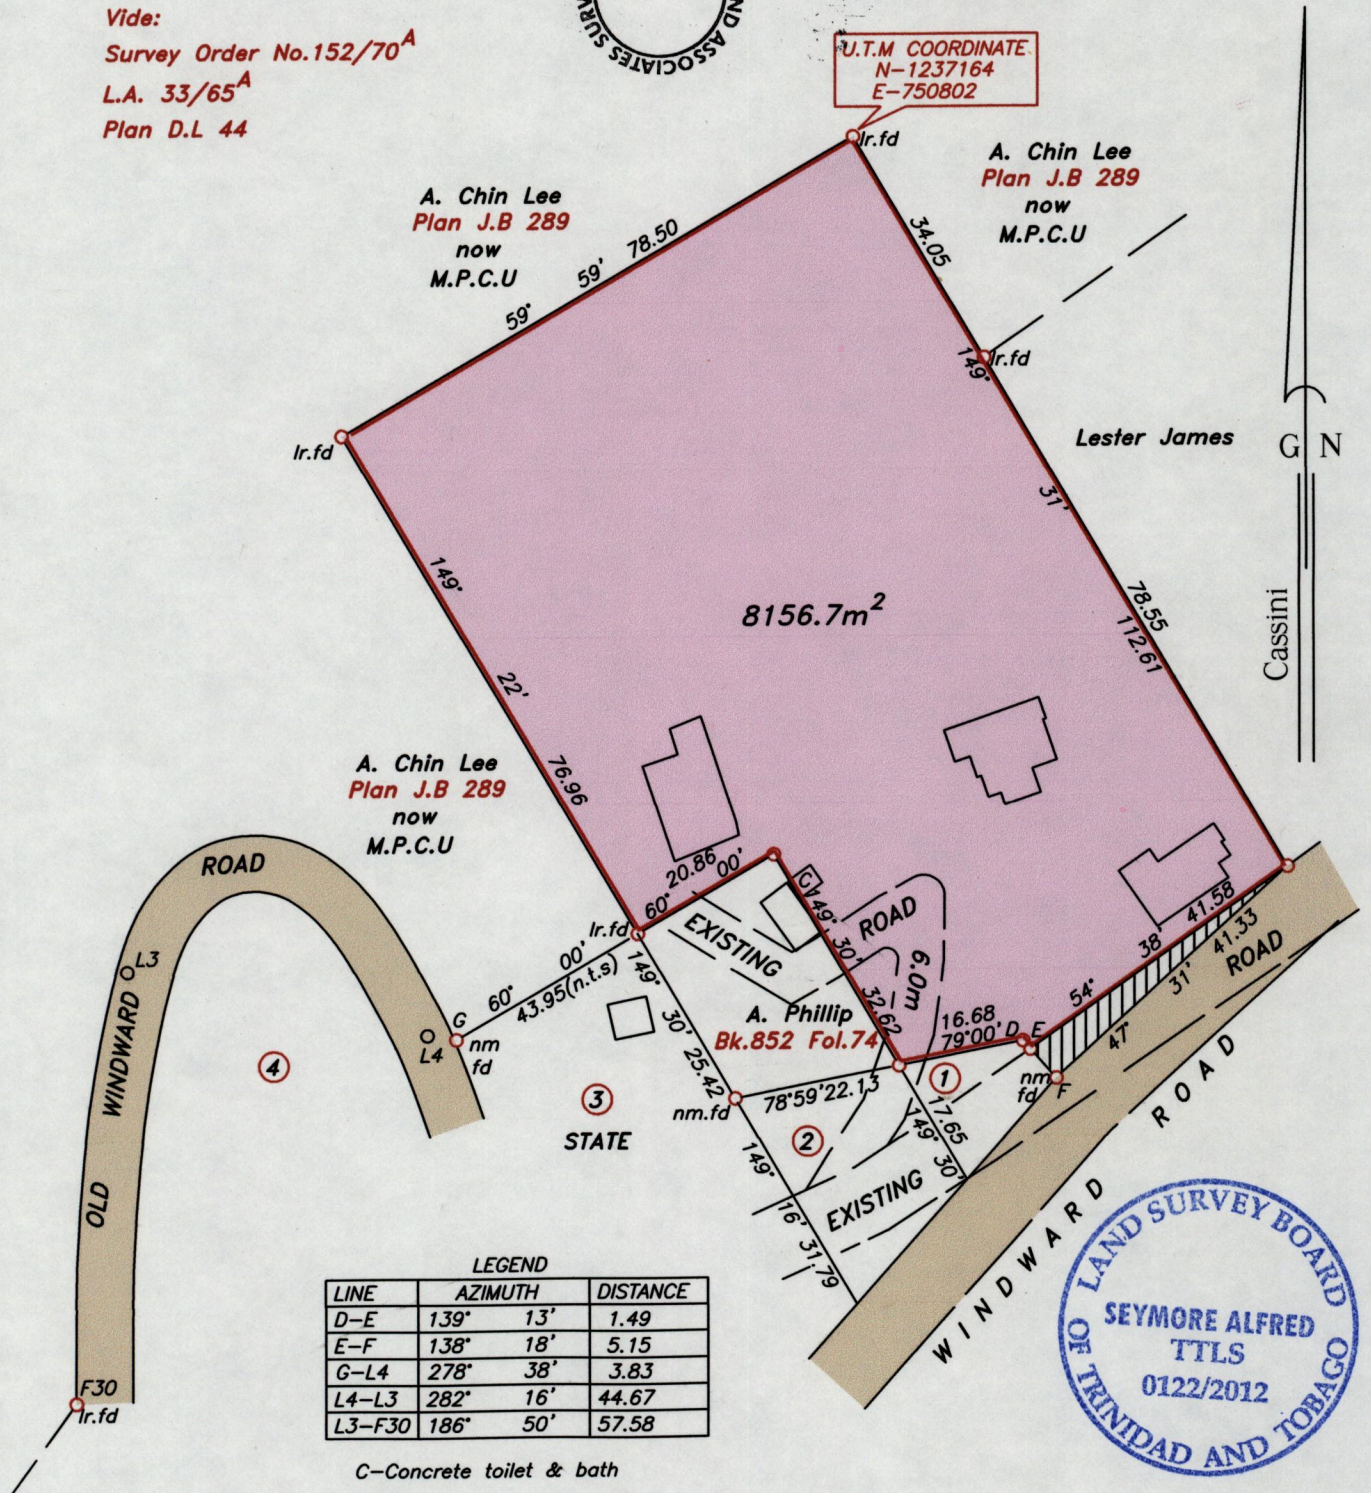 Vide:
Survey Order No.152/70A
L.A. 33/65A
Plan D.L 44
ND ASSOCIATES SURV
U.T.M COORDINATE
N-1237164
E-750802
Ir.fd
A. Chin Lee
Plan J.B 289
now
M.P.C.U
A. Chin Lee
Plan J.B 289
now
M.P.C.U
59° 59' 78.50
34.05
Ir.fd
149°
31'
78.55
112.61
Lester James
G N
Cassini
Ir.fd
149°
22'
76.96
8156.7m²
A. Chin Lee
Plan J.B 289
now
M.P.C.U
ROAD
OLD WINDWARD
L3
L4
G
nm
fd
60° 00'
43.95(n.t.s)
Ir.fd
60° 20.86 00'
EXISTING
ROAD
C
149°
30'
32.62
6.0m
A. Phillip
Bk.852 Fol.74
16.68
79°00'
D
E
nm
fd
F
54° 38' 41.58
47° 31' 41.33
ROAD
149°
30'
25.42
nm.fd
78°59'22.13
17.65
149° 30'
149°
16'
31.79
EXISTING
1
2
3
STATE
4
WINDWARD ROAD
F30
Ir.fd
LEGEND
LINE AZIMUTH DISTANCE
D-E 139° 13' 1.49
E-F 138° 18' 5.15
G-L4 278° 38' 3.83
L4-L3 282° 16' 44.67
L3-F30 186° 50' 57.58
C-Concrete toilet & bath
LAND SURVEY BOARD
SEYMORE ALFRED
TTLS
0122/2012
OF TRINIDAD AND TOBAGO